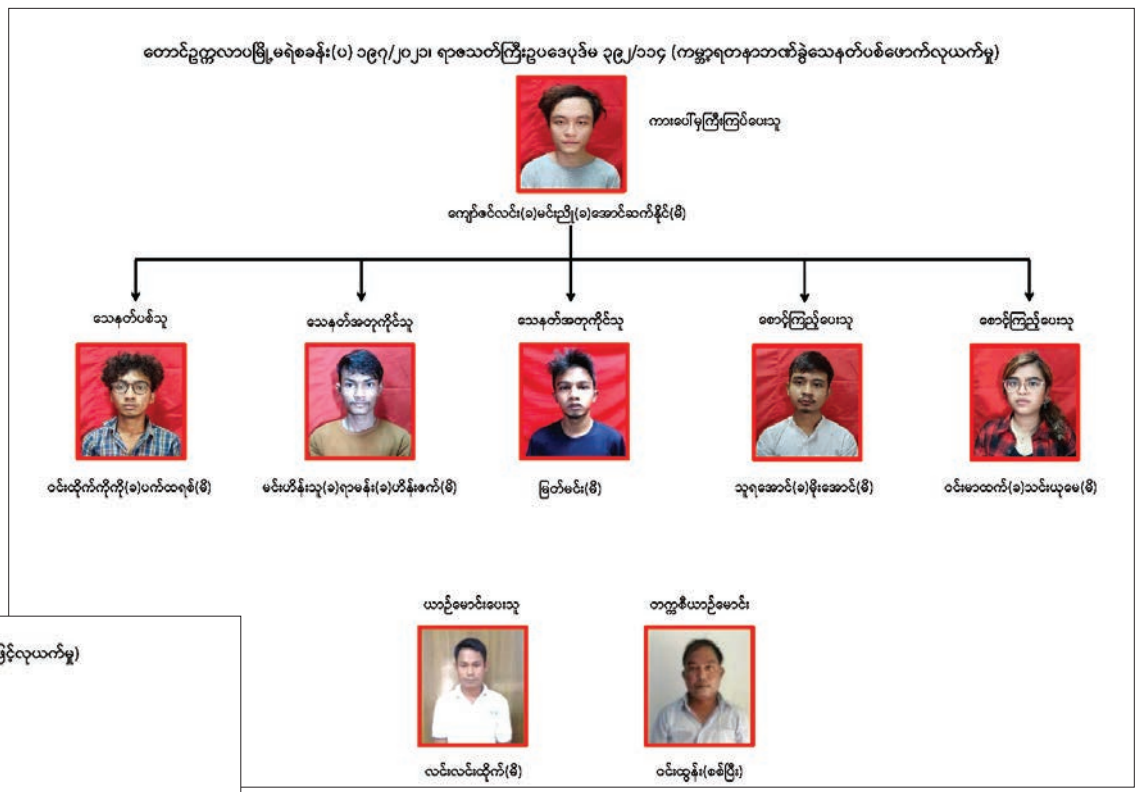 တောင်ဥက္ကလာပမြို့မရဲစခန်း(ပ) ၁၉၇/၂၀၂၁၊ ရာဇသတ်ကြီးဥပဒေပုဒ်မ ၃၉၂/၁၁၄ (ကမ္ဘာ့ရတနာဘဏ်ခွဲသေနတ်ပစ်ဖောက်လုယက်မှု)
ကားပေါ်မှကြီးကြပ်ပေးသူ
ကျော်ဇင်လင်း(ခ)မင်းညို(ခ)အောင်ဆက်နိုင်(မိ)
သေနတ်ပစ်သူ
သေနတ်အတုကိုင်သူ
သေနတ်အတုကိုင်သူ
စောင့်ကြည့်ပေးသူ
စောင့်ကြည့်ပေးသူ
ဝင်းထိုက်ကိုကို(ခ)ပက်ထရစ်(မိ)
မင်းဟိန်းသူ(ခ)ရာမန်း(ခ)ဟိန်းဇက်(မိ)
မြတ်မင်း(မိ)
သူရအောင်(ခ)မိုးအောင်(မိ)
ဝင်းမာထက်(ခ)သင်းယုမေ(မိ)
ယာဉ်မောင်းပေးသူ
တက္ကစီယာဉ်မောင်း
ဖြင့်လုယက်မှု)
လင်းလင်းထိုက်(မိ)
ဝင်းထွန်း(စစ်ပြီး)